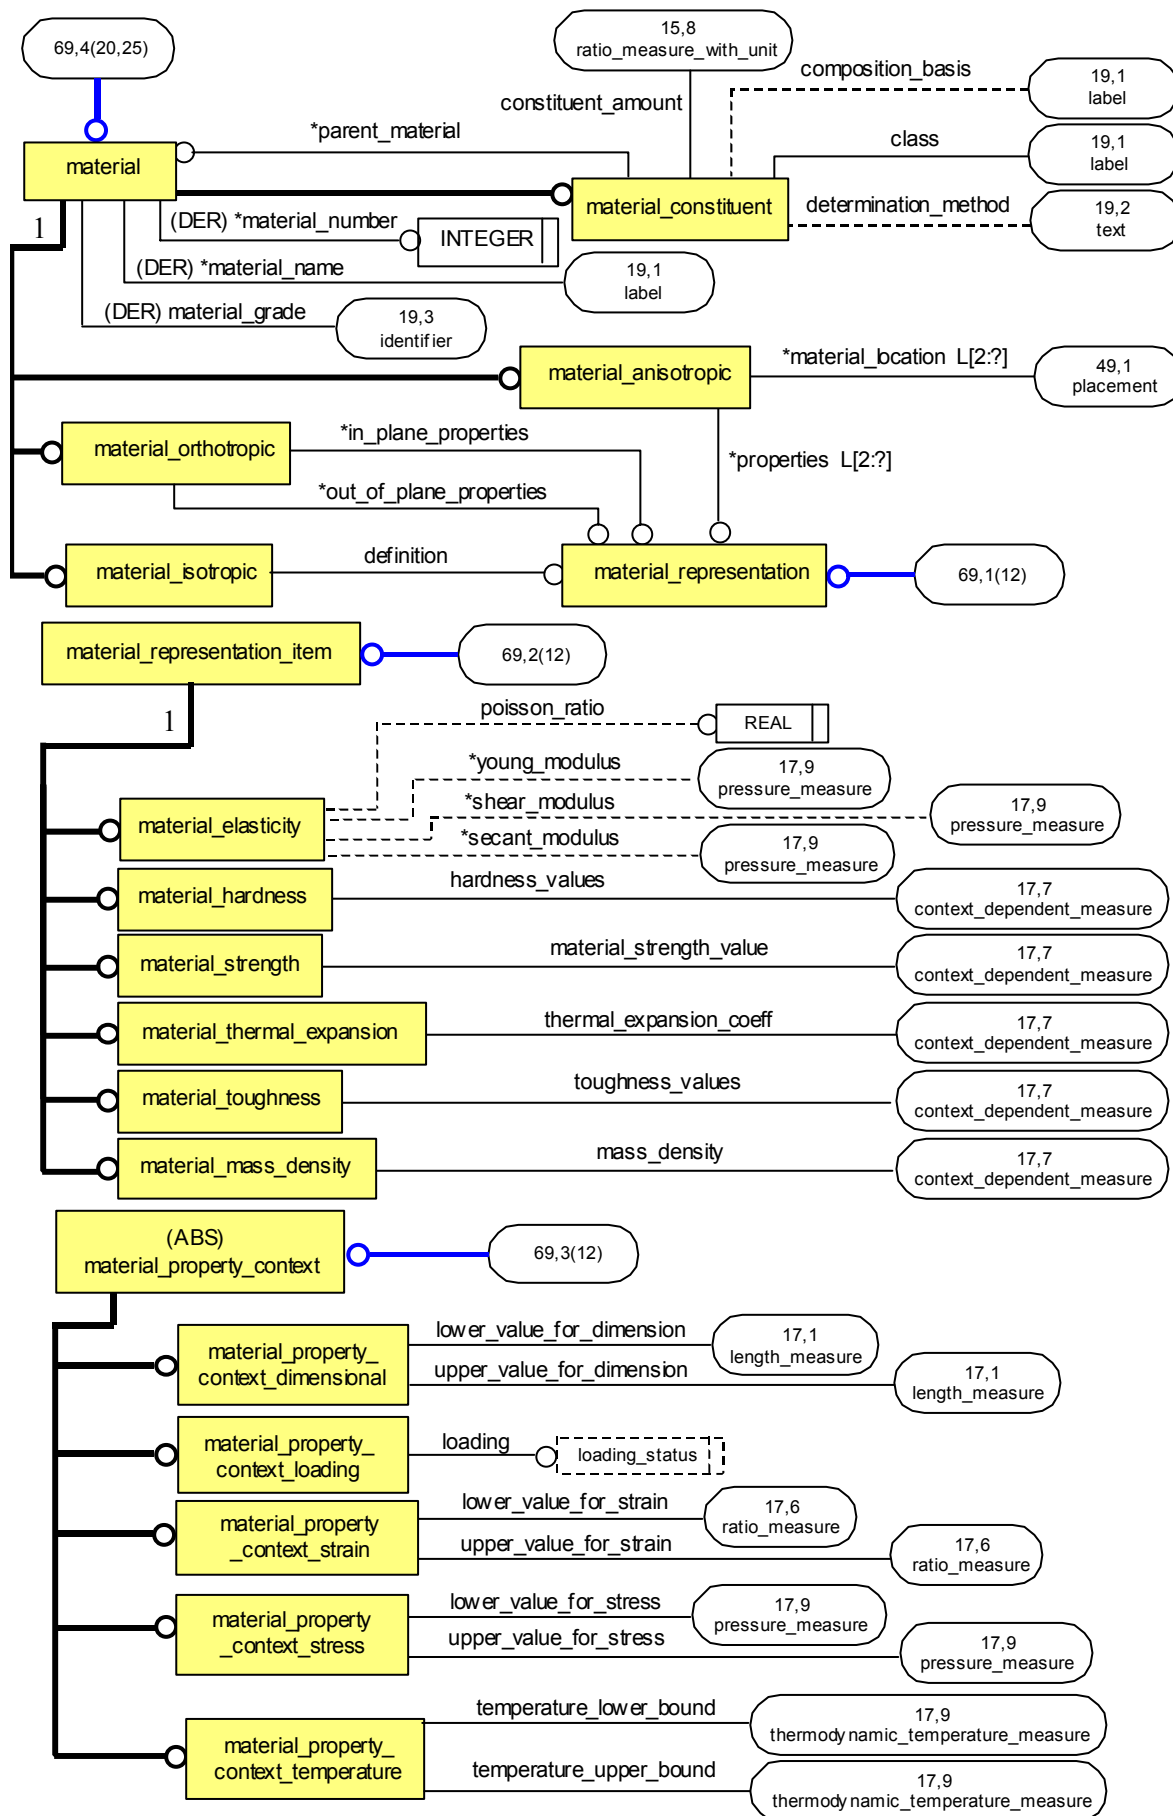 69,4(20,25)
15,8
ratio_measure_with_unit
composition_basis
19,1
label
constituent_amount
*parent_material
class
19,1
label
material
material_constituent
determination_method
19,2
text
1
(DER) *material_number
INTEGER
(DER) *material_name
19,1
label
(DER) material_grade
19,3
identifier
material_anisotropic
*material_location L[2:?]
49,1
placement
material_orthotropic
*in_plane_properties
*properties L[2:?]
*out_of_plane_properties
material_isotropic
definition
material_representation
69,1(12)
material_representation_item
69,2(12)
1
poisson_ratio
REAL
*young_modulus
17,9
pressure_measure
material_elasticity
*shear_modulus
17,9
pressure_measure
*secant_modulus
17,9
pressure_measure
material_hardness
hardness_values
17,7
context_dependent_measure
material_strength
material_strength_value
17,7
context_dependent_measure
material_thermal_expansion
thermal_expansion_coeff
17,7
context_dependent_measure
material_toughness
toughness_values
17,7
context_dependent_measure
material_mass_density
mass_density
17,7
context_dependent_measure
(ABS)
material_property_context
69,3(12)
material_property_
context_dimensional
lower_value_for_dimension
17,1
length_measure
upper_value_for_dimension
17,1
length_measure
material_property_
context_loading
loading
loading_status
material_property
_context_strain
lower_value_for_strain
17,6
ratio_measure
upper_value_for_strain
17,6
ratio_measure
material_property
_context_stress
lower_value_for_stress
17,9
pressure_measure
upper_value_for_stress
17,9
pressure_measure
material_property_
context_temperature
temperature_lower_bound
17,9
thermodynamic_temperature_measure
temperature_upper_bound
17,9
thermodynamic_temperature_measure